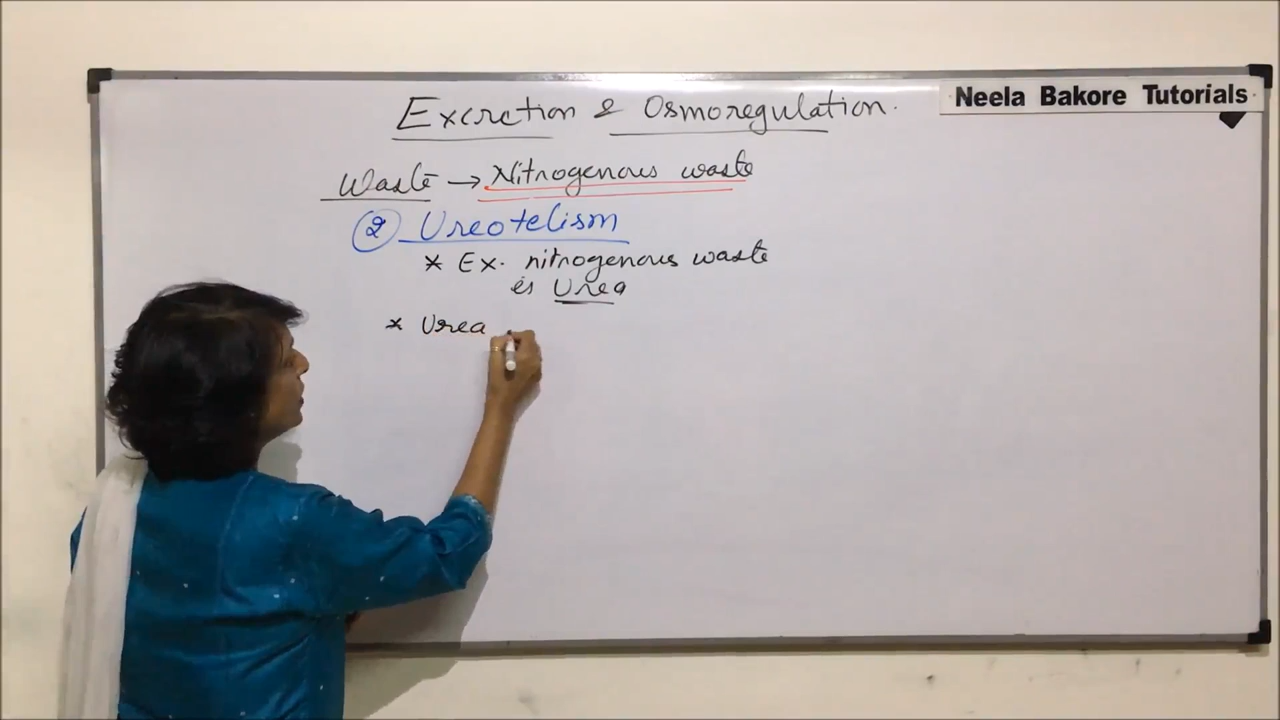 Neela Bakore Tutorials
Excretion & Osmoregulation.
Waste → Nitrogenous waste
② Ureotelism
* Ex. nitrogenous waste
is Urea
* Urea